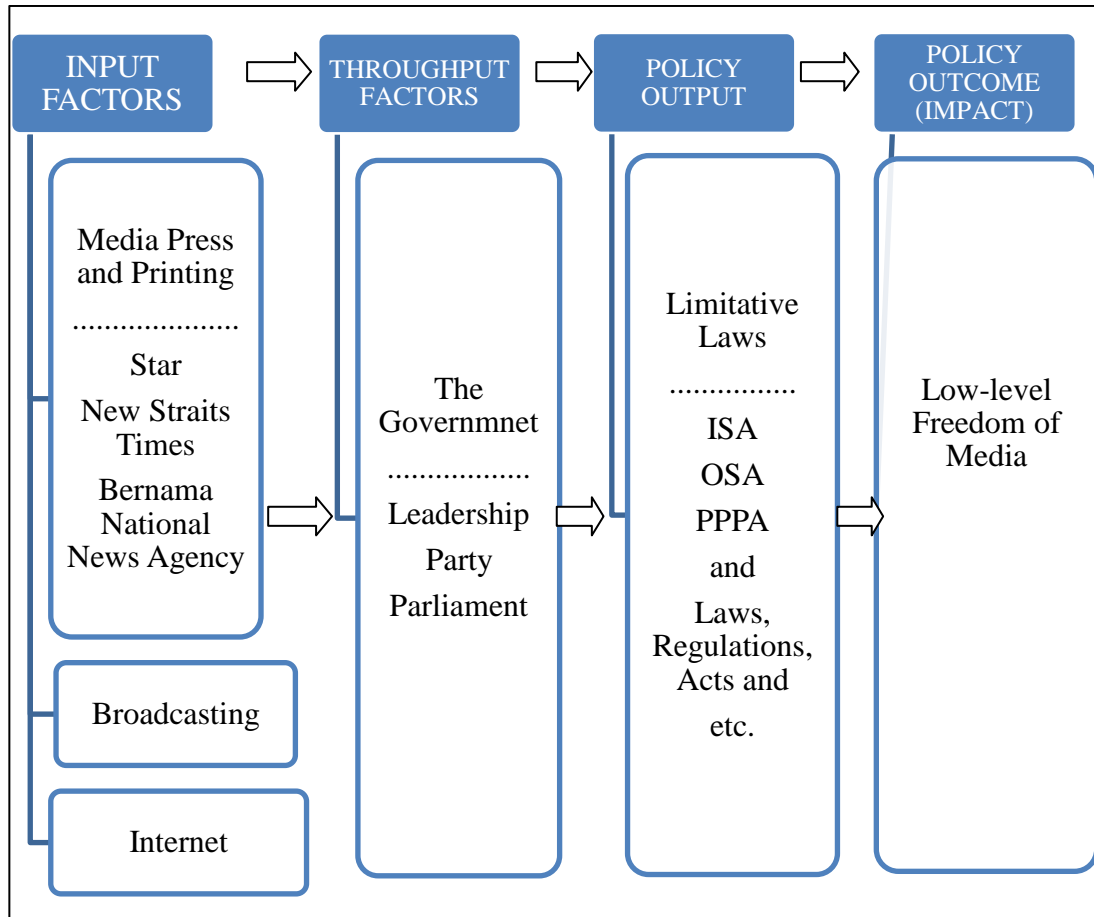 INPUT
FACTORS
THROUGHPUT
FACTORS
POLICY
OUTPUT
POLICY
OUTCOME
(IMPACT)
Media Press
and Printing
......................
Star
New Straits
Times
Bernama
National
News Agency
Broadcasting
Internet
The
Governmnet
..................
Leadership
Party
Parliament
Limitative
Laws
................
ISA
OSA
PPPA
and
Laws,
Regulations,
Acts and
etc.
Low-level
Freedom of
Media